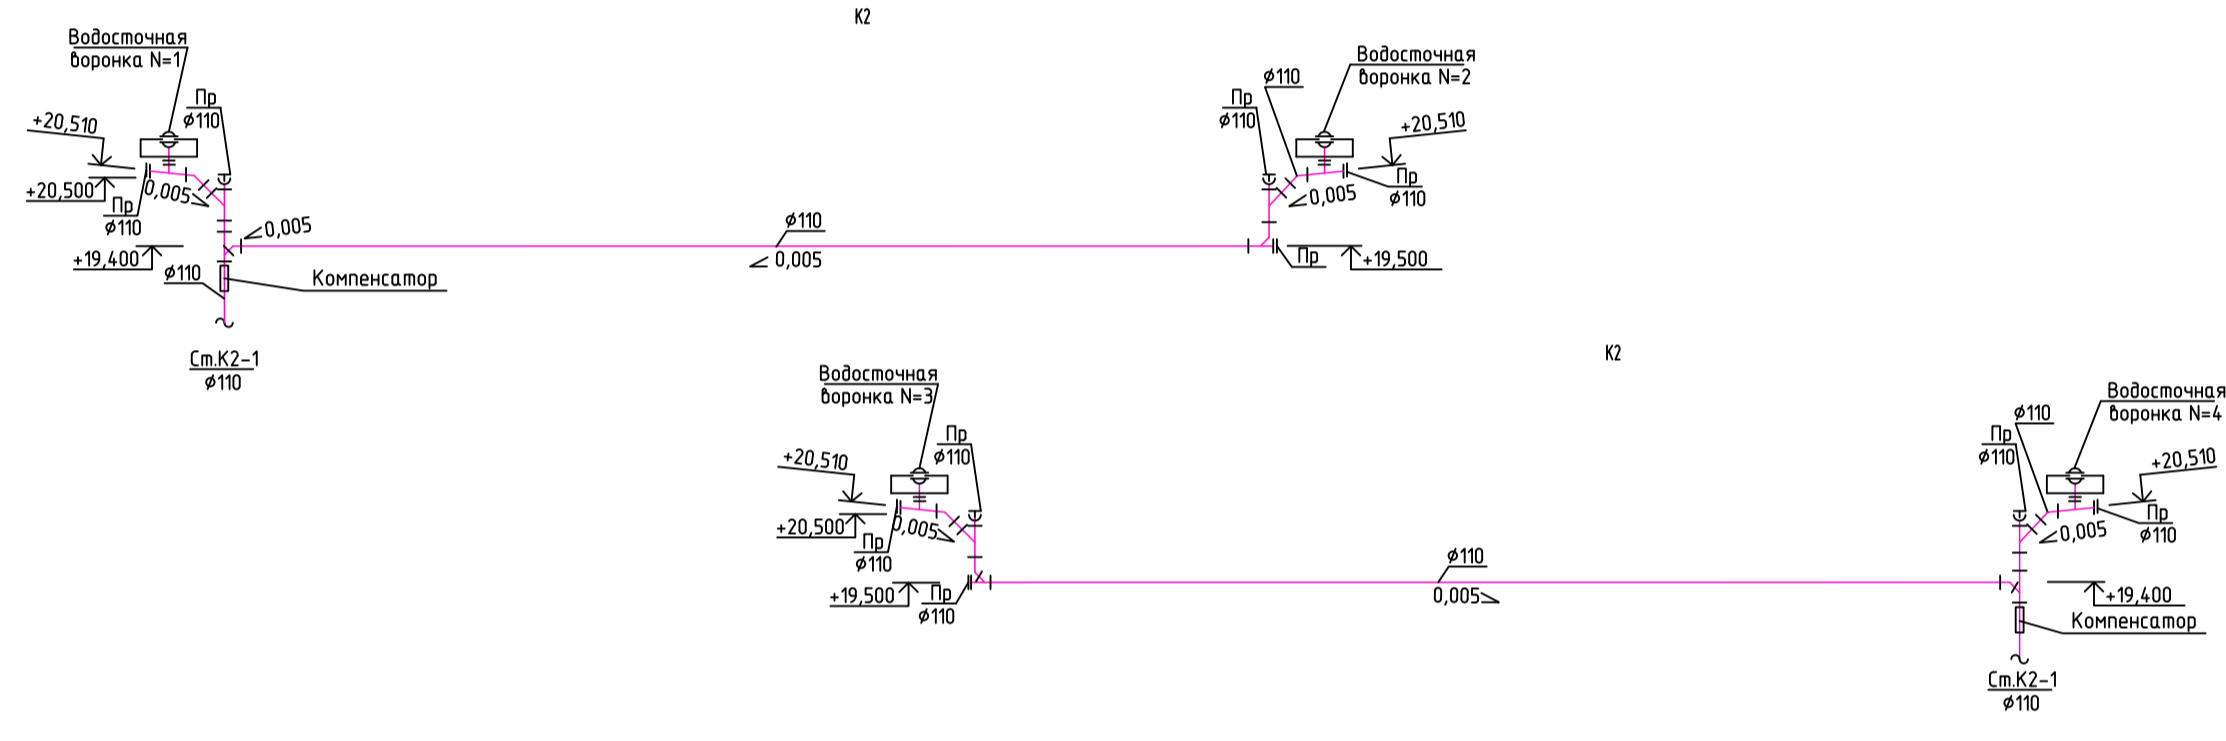 К2
Водосточная
воронка N=1
Пр
ø110
+20,510
+20,500
0,005
Пр
ø110
0,005
+19,400
ø110
Компенсатор
Ст.К2-1
ø110
ø110
0,005
Водосточная
воронка N=2
ø110
Пр
ø110
+20,510
Пр
ø110
0,005
Пр
+19,500
К2
Водосточная
воронка N=3
Пр
ø110
+20,510
+20,500
0,005
Пр
ø110
+19,500
Пр
ø110
ø110
0,005
Водосточная
воронка N=4
ø110
Пр
ø110
+20,510
Пр
ø110
0,005
+19,400
Компенсатор
Ст.К2-1
ø110